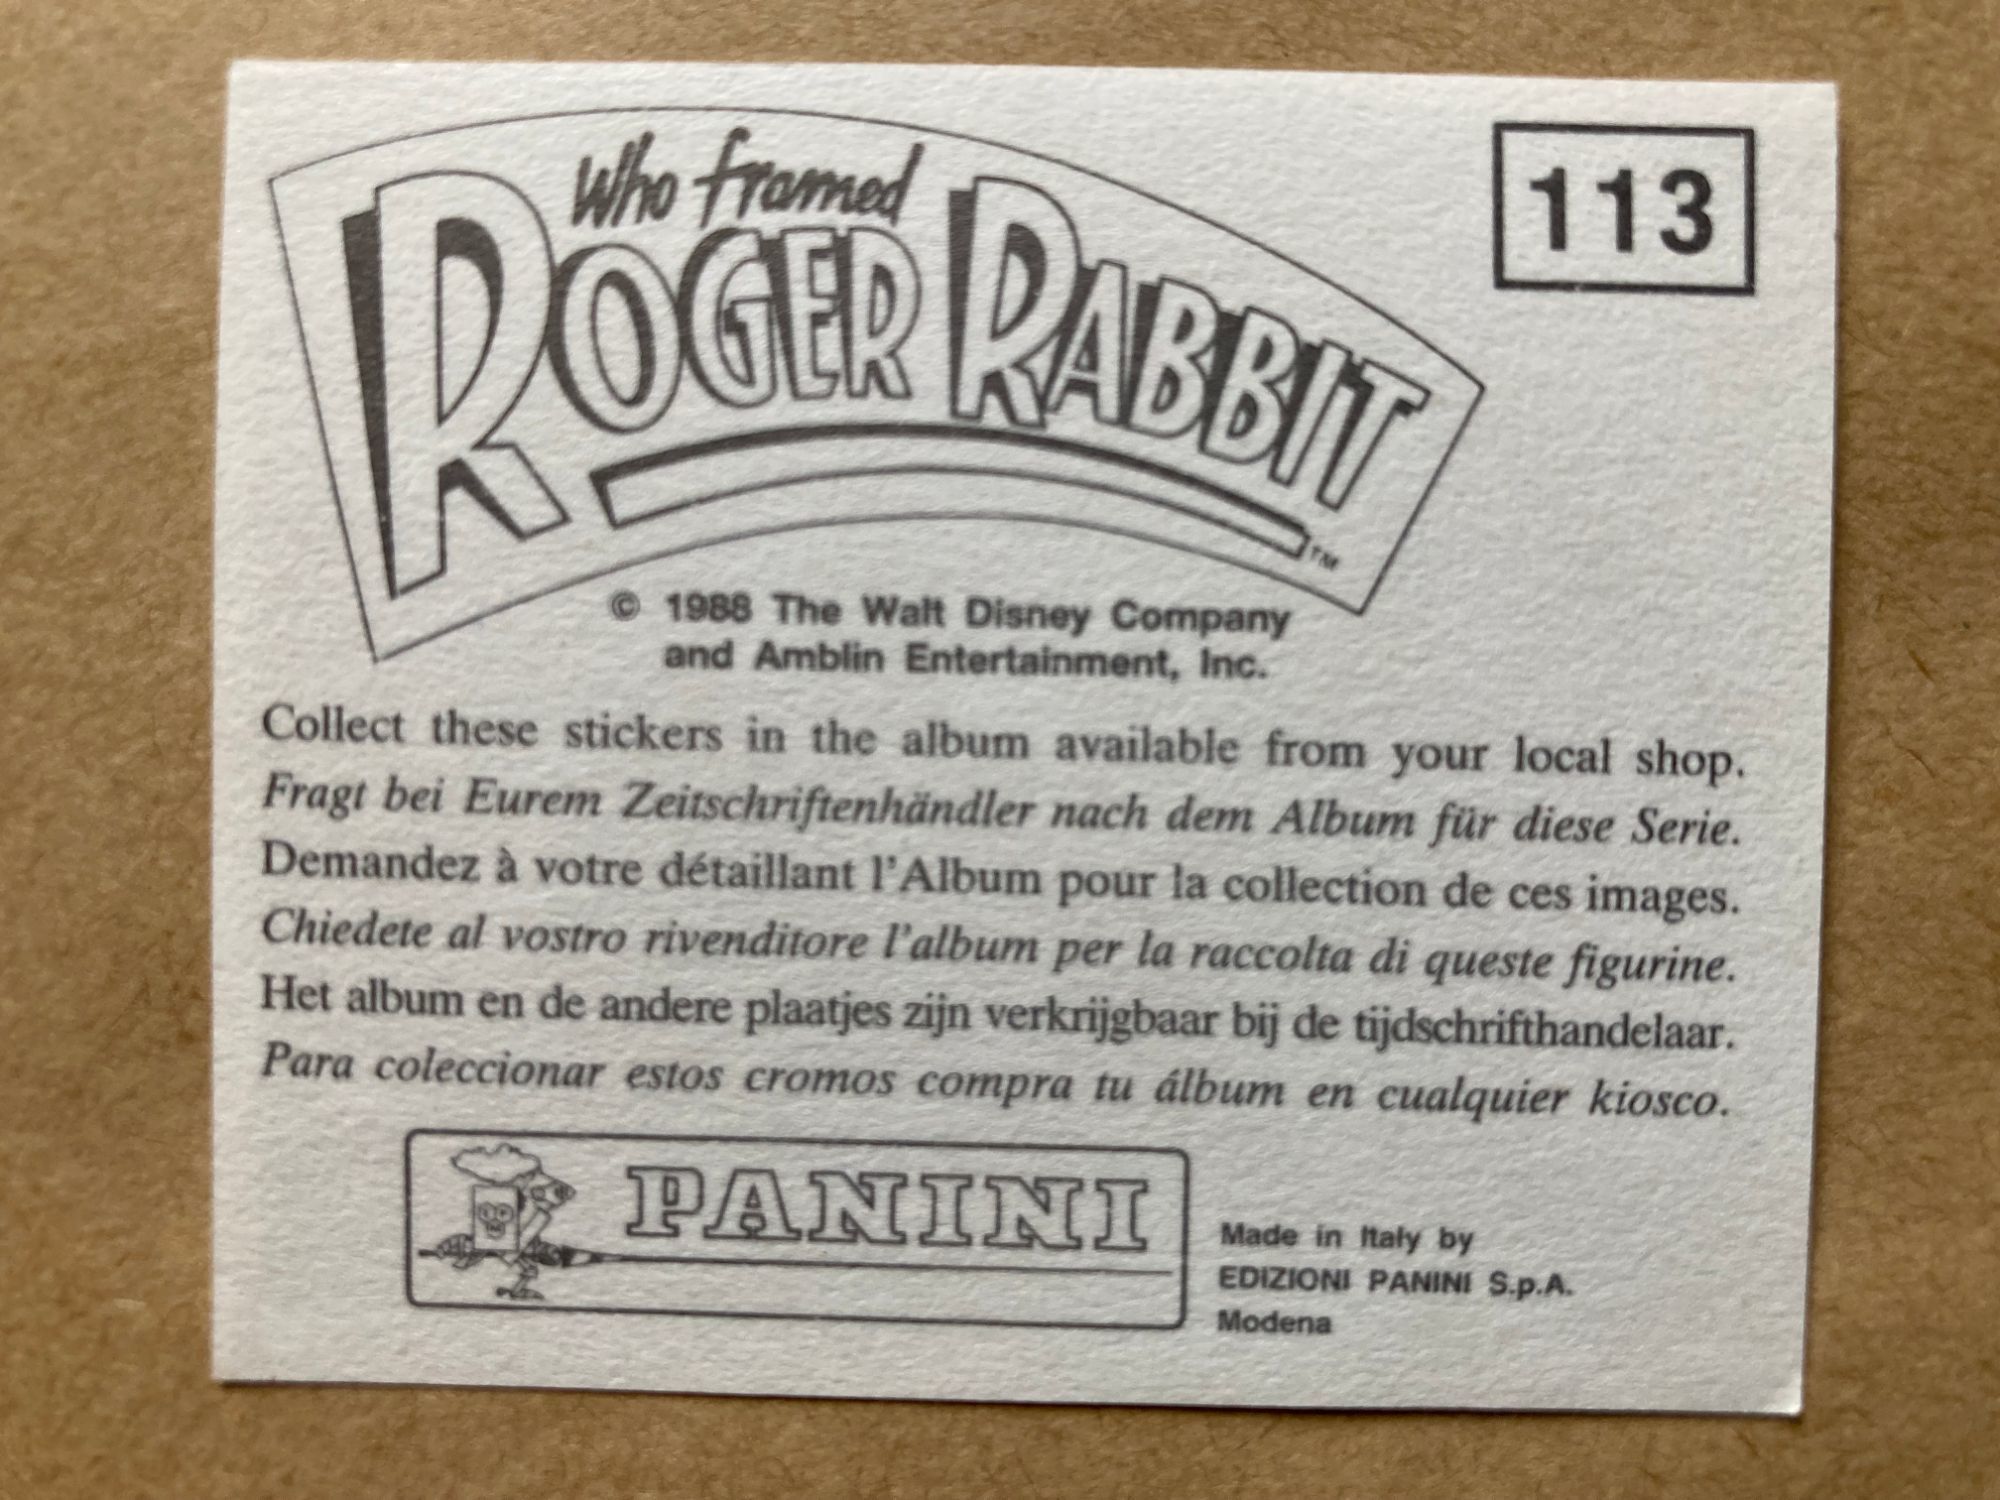 Who framed
ROGER RABBIT™
113
© 1988 The Walt Disney Company
and Amblin Entertainment, Inc.
Collect these stickers in the album available from your local shop.
Fragt bei Eurem Zeitschriftenhändler nach dem Album für diese Serie.
Demandez à votre détaillant l'Album pour la collection de ces images.
Chiedete al vostro rivenditore l'album per la raccolta di queste figurine.
Het album en de andere plaatjes zijn verkrijgbaar bij de tijdschrifthandelaar.
Para coleccionar estos cromos compra tu álbum en cualquier kiosco.
PANINI
Made in Italy by
EDIZIONI PANINI S.p.A.
Modena